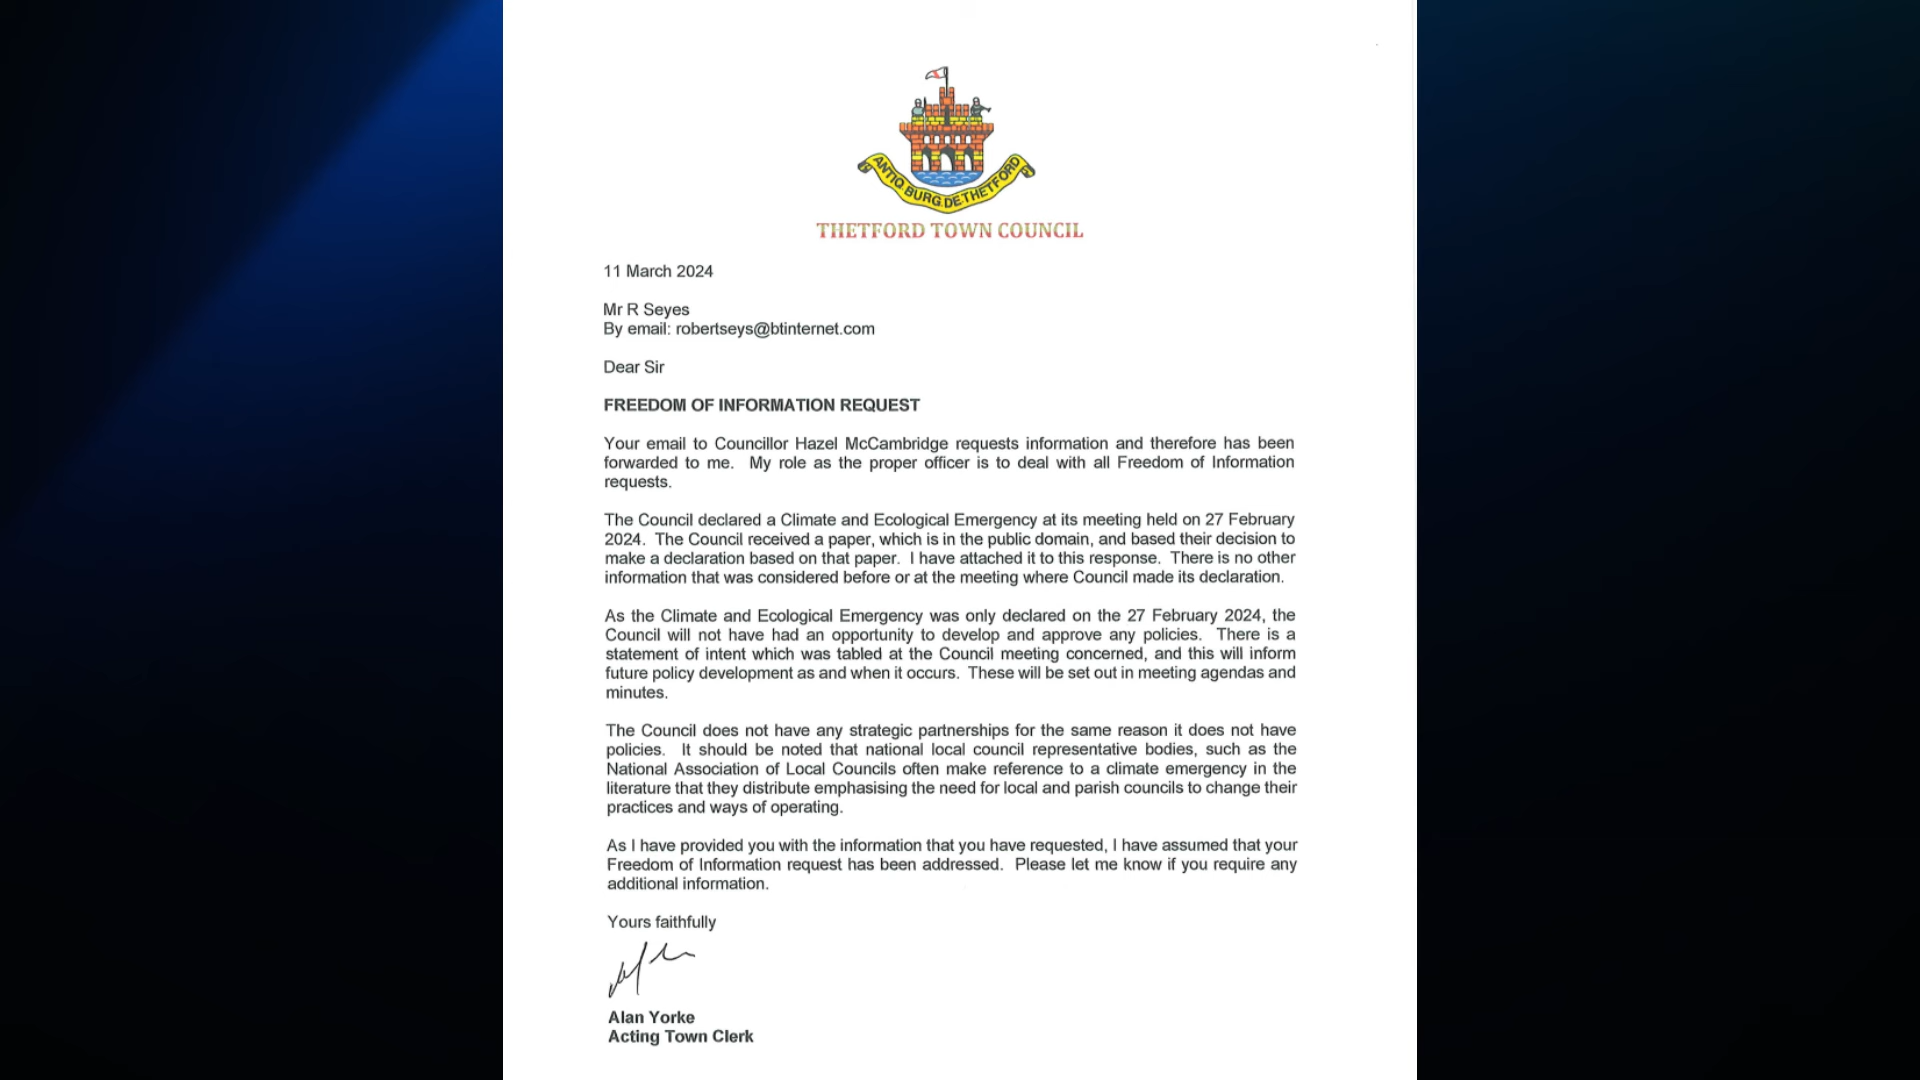 ANTIQ. BURG. DE. THETFORD
THETFORD TOWN COUNCIL
11 March 2024
Mr R Seyes
By email: robertseys@btinternet.com
Dear Sir
FREEDOM OF INFORMATION REQUEST
Your email to Councillor Hazel McCambridge requests information and therefore has been
forwarded to me. My role as the proper officer is to deal with all Freedom of Information
requests.
The Council declared a Climate and Ecological Emergency at its meeting held on 27 February
2024. The Council received a paper, which is in the public domain, and based their decision to
make a declaration based on that paper. I have attached it to this response. There is no other
information that was considered before or at the meeting where Council made its declaration.
As the Climate and Ecological Emergency was only declared on the 27 February 2024, the
Council will not have had an opportunity to develop and approve any policies. There is a
statement of intent which was tabled at the Council meeting concerned, and this will inform
future policy development as and when it occurs. These will be set out in meeting agendas and
minutes.
The Council does not have any strategic partnerships for the same reason it does not have
policies. It should be noted that national local council representative bodies, such as the
National Association of Local Councils often make reference to a climate emergency in the
literature that they distribute emphasising the need for local and parish councils to change their
practices and ways of operating.
As I have provided you with the information that you have requested, I have assumed that your
Freedom of Information request has been addressed. Please let me know if you require any
additional information.
Yours faithfully
Alan Yorke
Acting Town Clerk